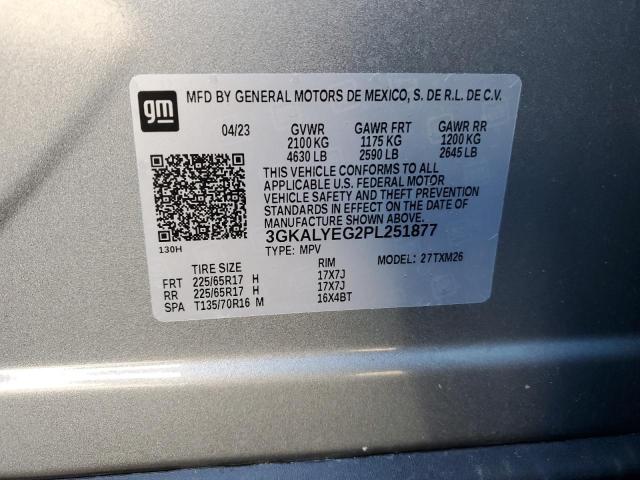 gm
MFD BY GENERAL MOTORS DE MEXICO, S. DE R.L. DE C.V.
04/23 GVWR GAWR FRT GAWR RR
2100 KG 1175 KG 1200 KG
4630 LB 2590 LB 2645 LB
THIS VEHICLE CONFORMS TO ALL
APPLICABLE U.S. FEDERAL MOTOR
VEHICLE SAFETY AND THEFT PREVENTION
STANDARDS IN EFFECT ON THE DATE OF
MANUFACTURE SHOWN ABOVE.
3GKALYEG2PL251877
130H TYPE: MPV MODEL: 27TXM26
TIRE SIZE RIM
FRT 225/65R17 H 17X7J
RR 225/65R17 H 17X7J
SPA T135/70R16 M 16X4BT